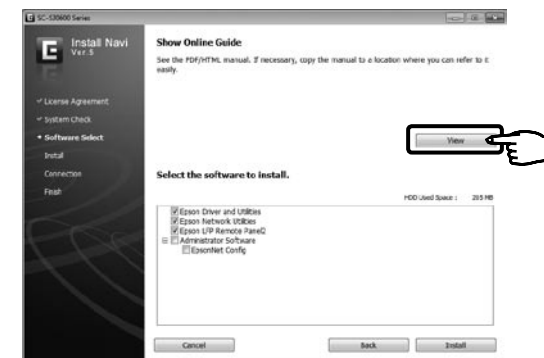 SC-S30600 Series
Install Navi
Ver.5
License Agreement
System Check
Software Select
Install
Connection
Finish
Show Online Guide
See the PDF/HTML manual. If necessary, copy the manual to a location where you can refer to it
easily.
View
Select the software to install.
HDD Used Space : 205 MB
Epson Driver and Utilities
Epson Network Utilities
Epson LFP Remote Panel2
Administrator Software
EpsonNet Config
Cancel
Back
Install